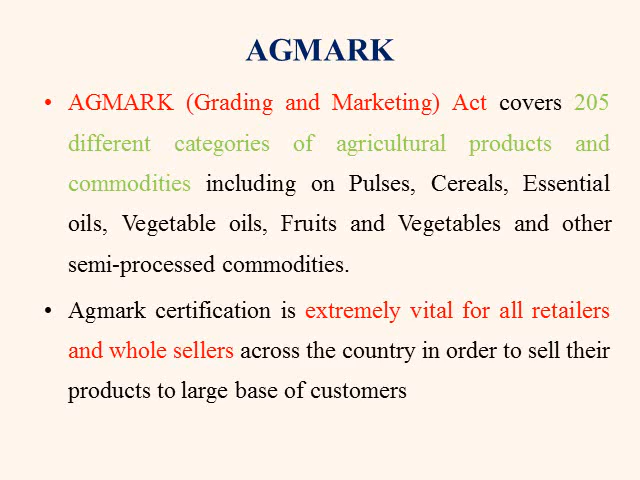 AGMARK
• AGMARK (Grading and Marketing) Act covers 205
different categories of agricultural products and
commodities including on Pulses, Cereals, Essential
oils, Vegetable oils, Fruits and Vegetables and other
semi-processed commodities.
• Agmark certification is extremely vital for all retailers
and whole sellers across the country in order to sell their
products to large base of customers